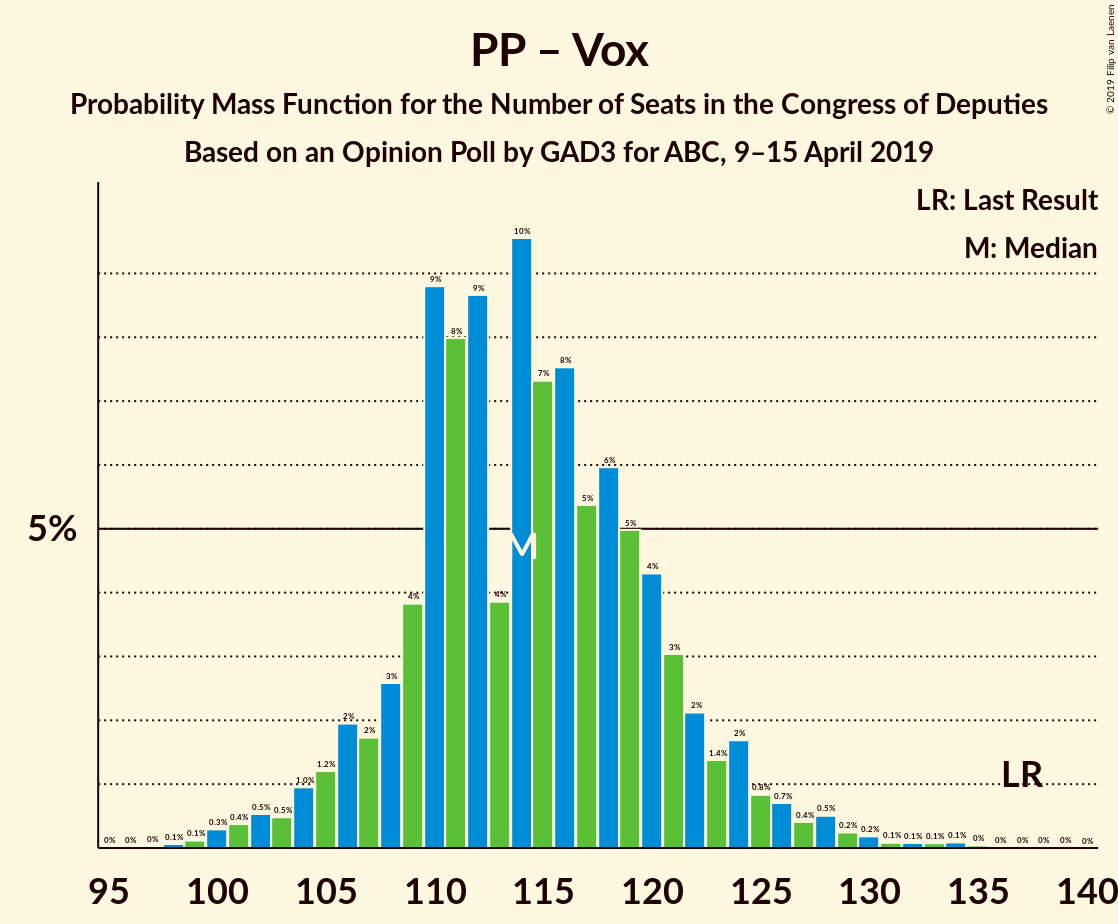 PP – Vox
Probability Mass Function for the Number of Seats in the Congress of Deputies
Based on an Opinion Poll by GAD3 for ABC, 9–15 April 2019
© 2019 Filip van Laenen
LR: Last Result
M: Median
5%
0% 0% 0% 0.1% 0.1% 0.3% 0.4% 0.5% 0.5% 1.0% 1.2% 2% 2% 3% 4% 9% 8% 9% 4% 10% 7% 8% 5% 6% 5% 4% 3% 2% 1.4% 2% 0.8% 0.7% 0.4% 0.5% 0.2% 0.2% 0.1% 0.1% 0.1% 0.1% 0% 0% 0% 0% 0% 0%
M
LR
95 100 105 110 115 120 125 130 135 140